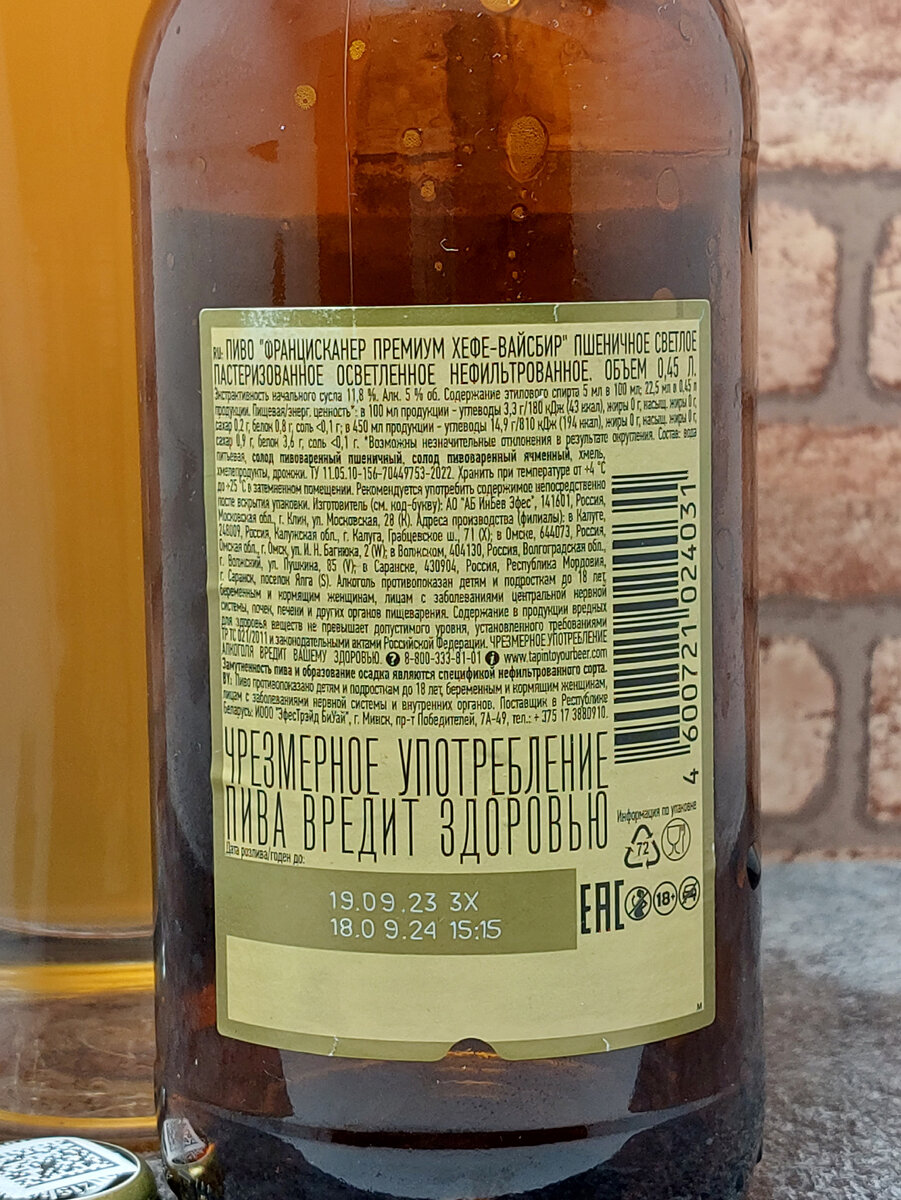 RU: ПИВО "ФРАНЦИСКАНЕР ПРЕМИУМ ХЕФЕ-ВАЙСБИР" ПШЕНИЧНОЕ СВЕТЛОЕ
ПАСТЕРИЗОВАННОЕ ОСВЕТЛЕННОЕ НЕФИЛЬТРОВАННОЕ. ОБЪЕМ 0,45 Л.
Экстрактивность начального сусла 11,8 %. Алк. 5 % об. Содержание этилового спирта 5 мл в 100 мл; 22,5 мл в 0,45 л
продукции. Пищевая/энерг. ценность*: в 100 мл продукции - углеводы 3,3 г/180 кДж (43 ккал), жиры 0 г, насыщ. жиры 0 г,
сахар 0,2 г, белок 0,8 г, соль <0,1 г; в 450 мл продукции - углеводы 14,9 г/810 кДж (194 ккал), жиры 0 г, насыщ. жиры 0 г,
сахар 0,9 г, белок 3,6 г, соль <0,1 г. *Возможны незначительные отклонения в результате округления. Состав: вода
питьевая, солод пивоваренный пшеничный, солод пивоваренный ячменный, хмель,
хмелепродукты, дрожжи. ТУ 11.05.10-156-70449753-2022. Хранить при температуре от +4 °C
до +25 °C в затемненном помещении. Рекомендуется употребить содержимое непосредственно
после вскрытия упаковки. Изготовитель (см. код-букву): АО "АБ ИнБев Эфес", 141601, Россия,
Московская обл., г. Клин, ул. Московская, 28 (K). Адреса производства (филиалы): в Калуге,
248009, Россия, Калужская обл., г. Калуга, Грабцевское ш., 71 (X); в Омске, 644073, Россия,
Омская обл., г. Омск, ул. И. Н. Багнюка, 2 (W); в Волжском, 404130, Россия, Волгоградская обл.,
г. Волжский, ул. Пушкина, 85 (V); в Саранске, 430904, Россия, Республика Мордовия,
г. Саранск, поселок Ялга (S). Алкоголь противопоказан детям и подросткам до 18 лет,
беременным и кормящим женщинам, лицам с заболеваниями центральной нервной
системы, почек, печени и других органов пищеварения. Содержание в продукции вредных
для здоровья веществ не превышает допустимого уровня, установленного требованиями
ТР ТС 021/2011 и законодательными актами Российской Федерации. ЧРЕЗМЕРНОЕ УПОТРЕБЛЕНИЕ
АЛКОГОЛЯ ВРЕДИТ ВАШЕМУ ЗДОРОВЬЮ. ? 8-800-333-81-01 i www.tapintoyourbeer.com
Замутненность пива и образование осадка являются спецификой нефильтрованного сорта.
BY: Пиво противопоказано детям и подросткам до 18 лет, беременным и кормящим женщинам,
лицам с заболеваниями нервной системы и внутренних органов. Поставщик в Республике
Беларусь: ИООО "ЭфесТрэйд БиУай", г. Минск, пр-т Победителей, 7А-49, тел.: + 375 17 3880910.
4 600721 024031
ЧРЕЗМЕРНОЕ УПОТРЕБЛЕНИЕ
ПИВА ВРЕДИТ ЗДОРОВЬЮ
Информация по упаковке
72
Дата розлива/годен до:
19.09.23 3X
18.0 9.24 15:15
EAC 18+
M